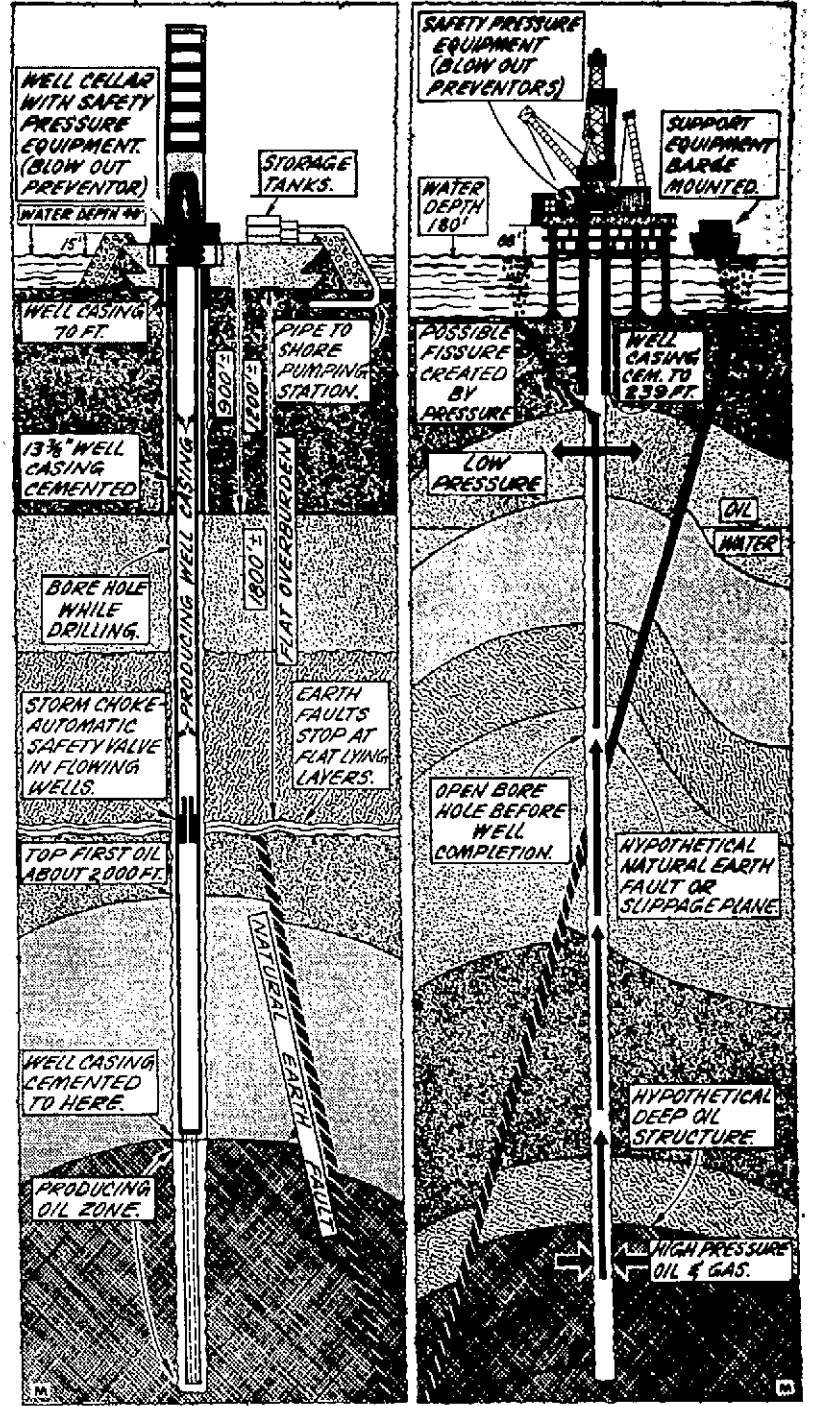 WELL CELLAR
WITH SAFETY
PRESSURE
EQUIPMENT.
(BLOW OUT
PREVENTOR)
STORAGE
TANKS.
15'
WELL CASING
70 FT.
PIPE TO
SHORE
PUMPING
STATION.
900' F.
1200' F.
13 3/8" WELL
CASING
CEMENTED
PRODUCING WELL CASING
1800' F.
FLAT OVERBURDEN
BORE HOLE
WHILE
DRILLING.
STORM CHOKE-
AUTOMATIC
SAFETY VALVE
IN FLOWING
WELLS.
EARTH
FAULTS
STOP AT
FLAT LYING
LAYERS.
TOP FIRST OIL
ABOUT 2000 FT.
NATURAL EARTH FAULT
WELL CASING
CEMENTED
TO HERE.
PRODUCING
OIL ZONE.
M
SAFETY PRESSURE
EQUIPMENT
(BLOW OUT
PREVENTORS)
SUPPORT
EQUIPMENT
BARGE
MOUNTED.
WATER
DEPTH
180'
POSSIBLE
FISSURE
CREATED
BY
PRESSURE
WELL
CASING
CEM. TO
239 FT.
LOW
PRESSURE
OIL
WATER
OPEN BORE
HOLE BEFORE
WELL
COMPLETION.
HYPOTHETICAL
NATURAL EARTH
FAULT OR
SLIPPAGE PLANE
HYPOTHETICAL
DEEP OIL
STRUCTURE.
HIGH PRESSURE
OIL & GAS.
M